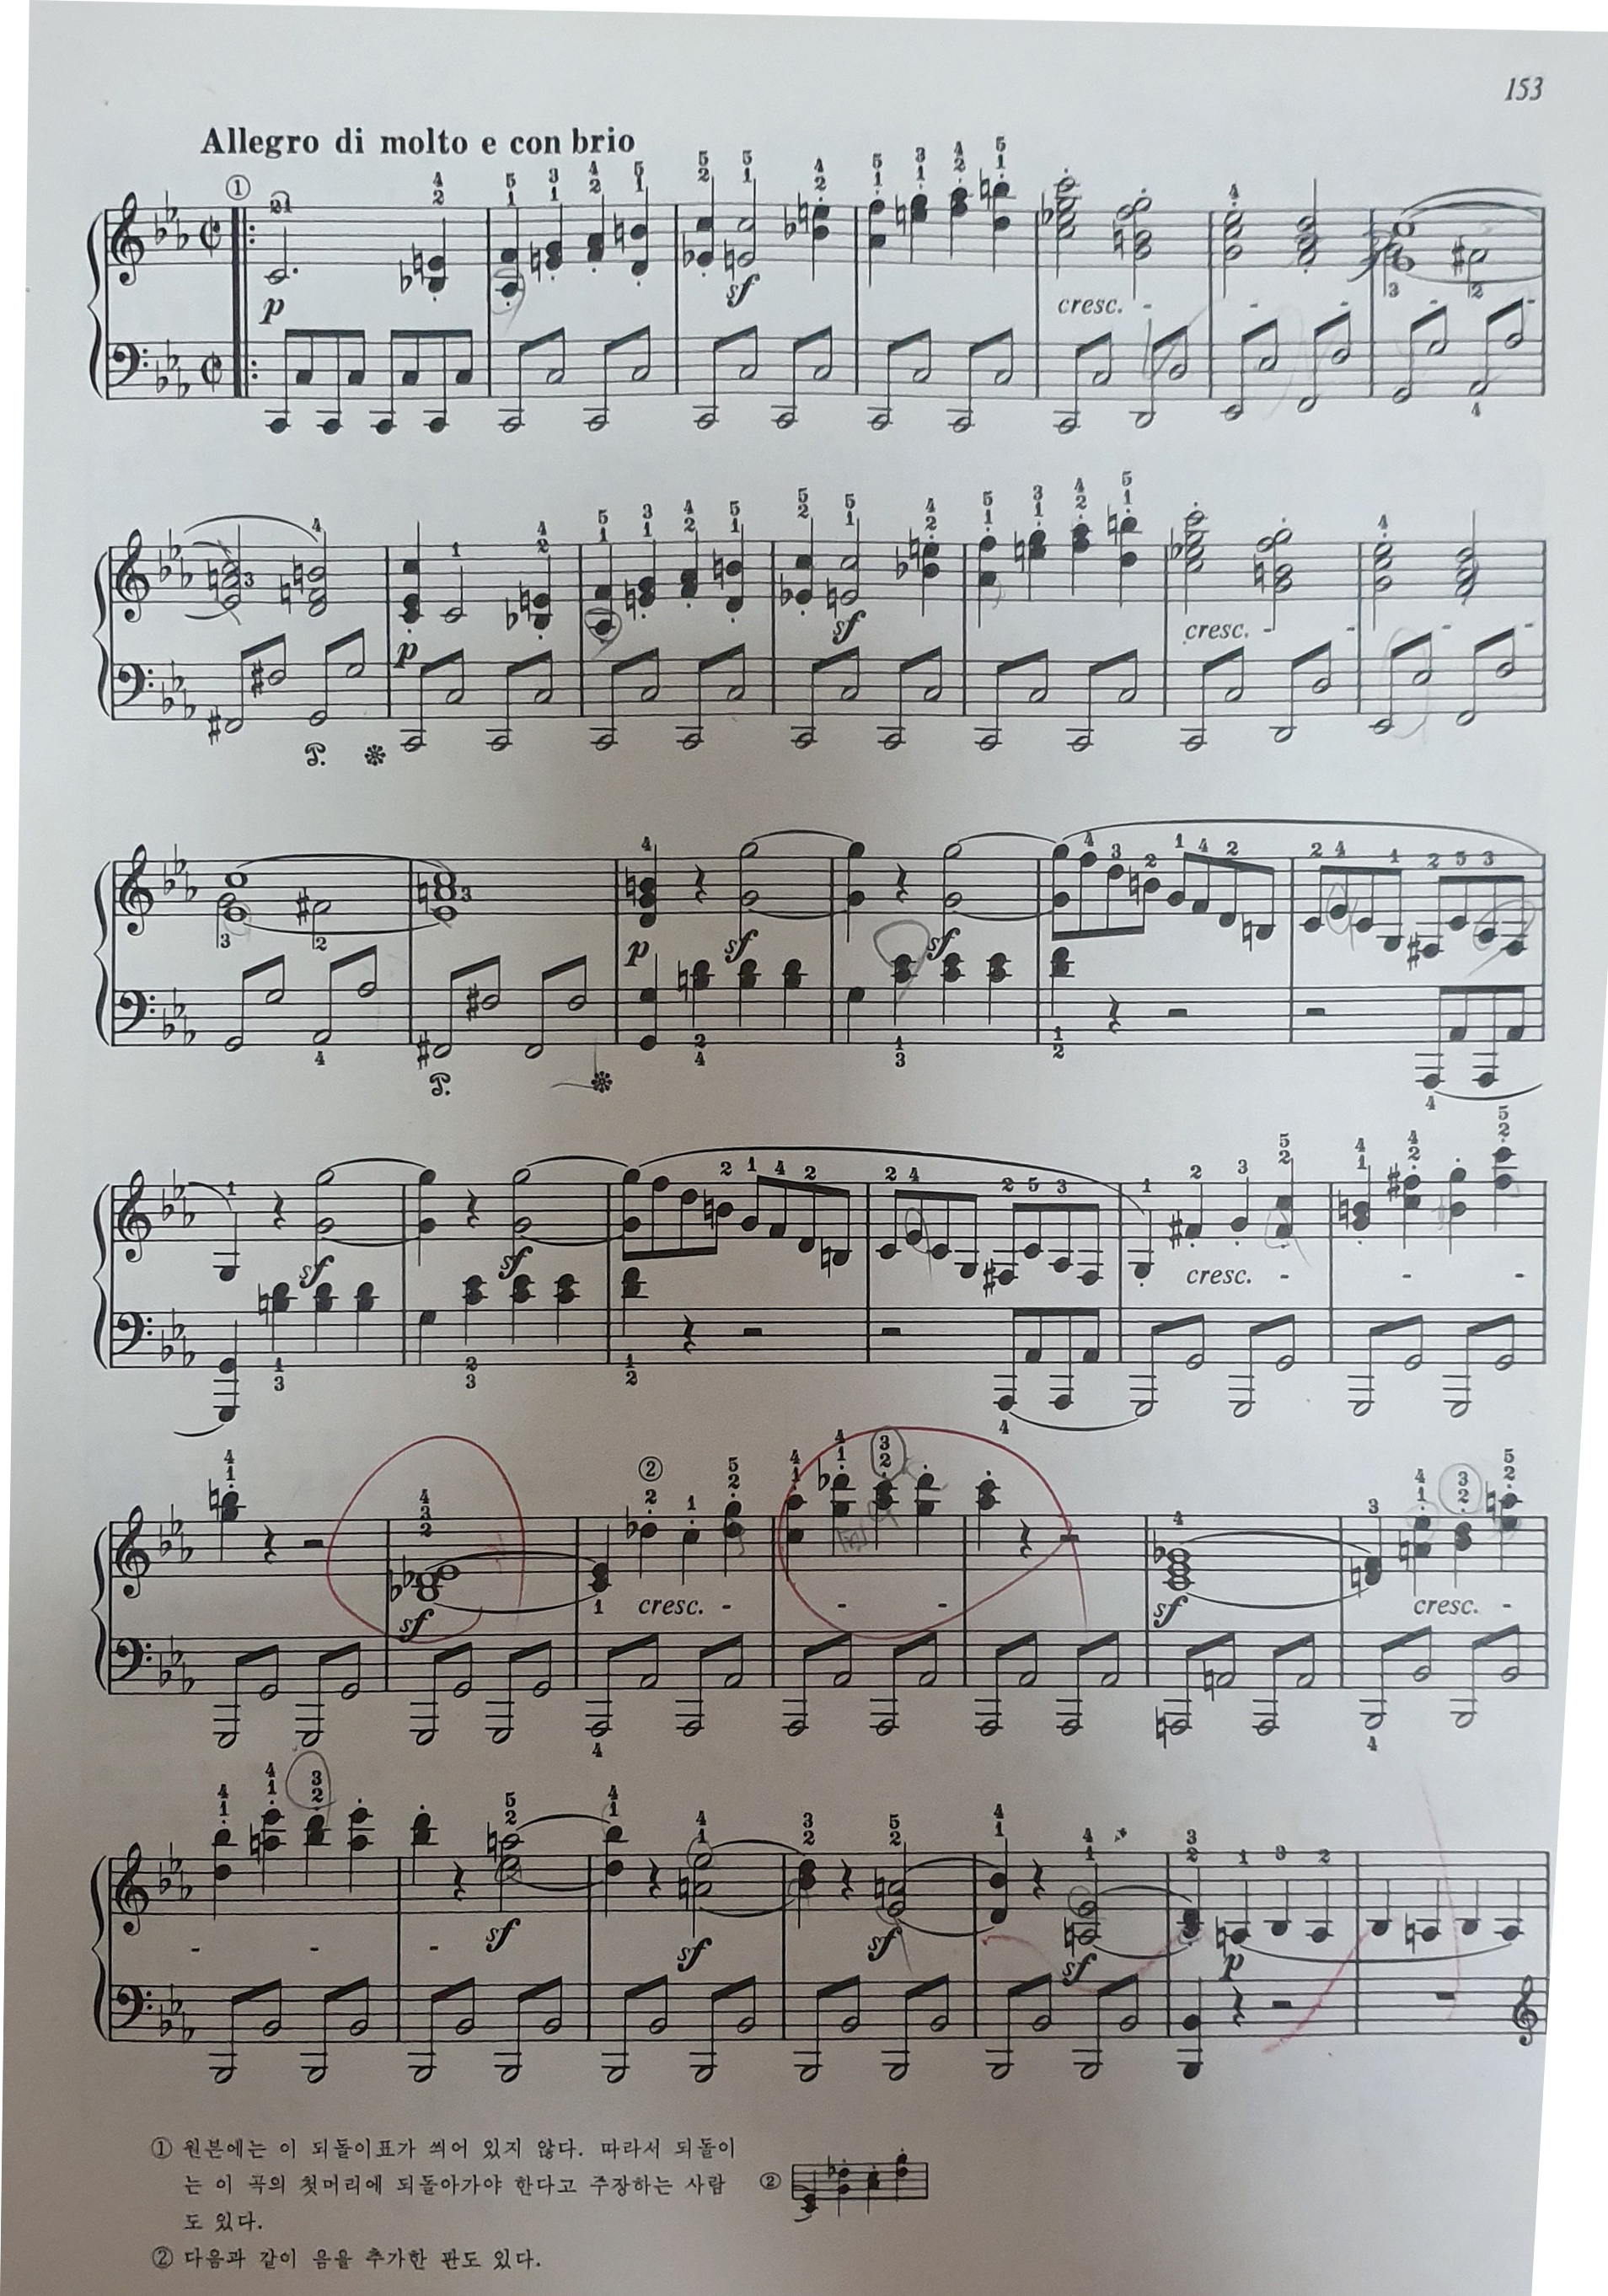 153
Allegro di molto e con brio
①
p
sf
cresc. -
p
sf
cresc. -
p
sf
sf
sf
sf
cresc. -
②
sf
cresc. -
sf
cresc. -
sf
sf
sf
sf
p
① 원본에는 이 되돌이표가 씌어 있지 않다. 따라서 되돌이
는 이 곡의 첫머리에 되돌아가야 한다고 주장하는 사람
도 있다.
②
② 다음과 같이 음을 추가한 판도 있다.